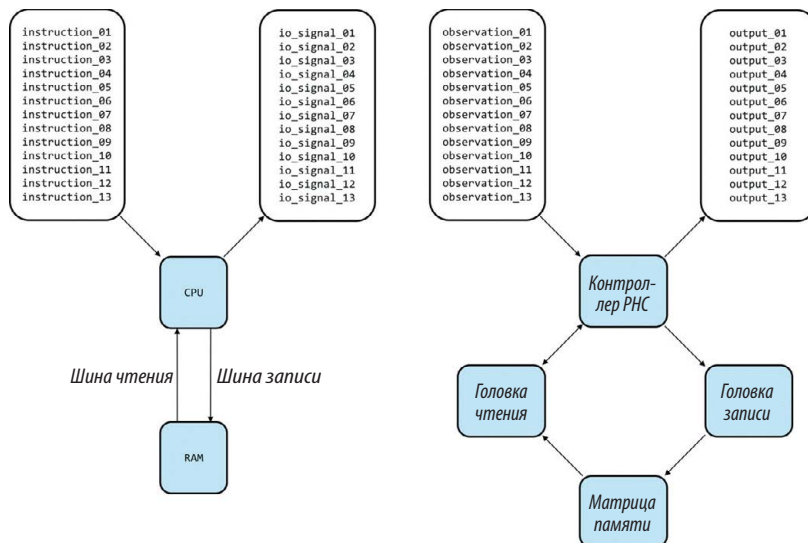 instruction_01
instruction_02
instruction_03
instruction_04
instruction_05
instruction_06
instruction_07
instruction_08
instruction_09
instruction_10
instruction_11
instruction_12
instruction_13
io_signal_01
io_signal_02
io_signal_03
io_signal_04
io_signal_05
io_signal_06
io_signal_07
io_signal_08
io_signal_09
io_signal_10
io_signal_11
io_signal_12
io_signal_13
CPU
Шина чтения
Шина записи
RAM
observation_01
observation_02
observation_03
observation_04
observation_05
observation_06
observation_07
observation_08
observation_09
observation_10
observation_11
observation_12
observation_13
output_01
output_02
output_03
output_04
output_05
output_06
output_07
output_08
output_09
output_10
output_11
output_12
output_13
Контрол-
лер РНС
Головка
чтения
Головка
записи
Матрица
памяти